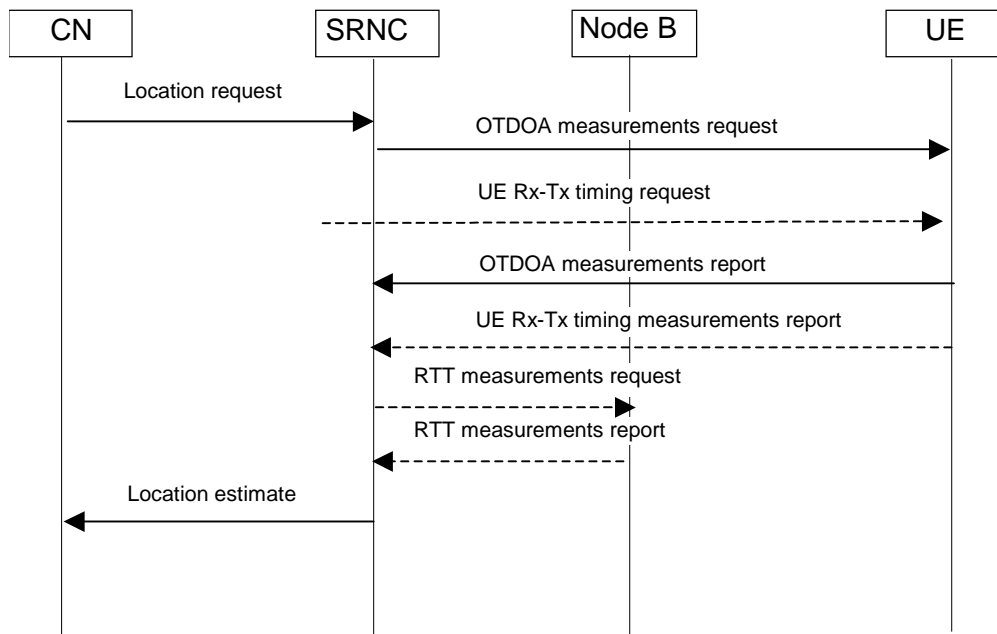 CN
SRNC
Node B
UE
Location request
OTDOA measurements request
UE Rx-Tx timing request
OTDOA measurements report
UE Rx-Tx timing measurements report
RTT measurements request
RTT measurements report
Location estimate